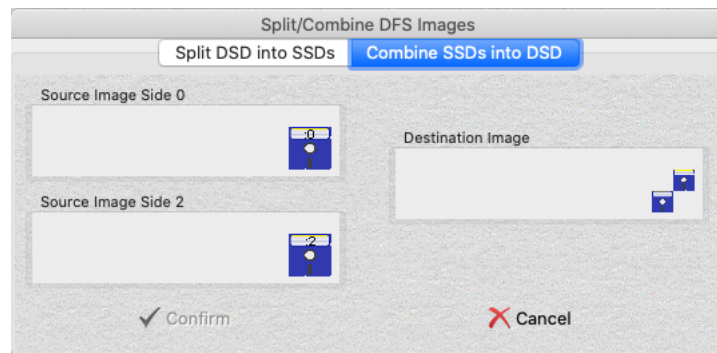 Split/Combine DFS Images
Split DSD into SSDs
Combine SSDs into DSD
Source Image Side 0
:0
Destination Image
Source Image Side 2
:2
Confirm
Cancel